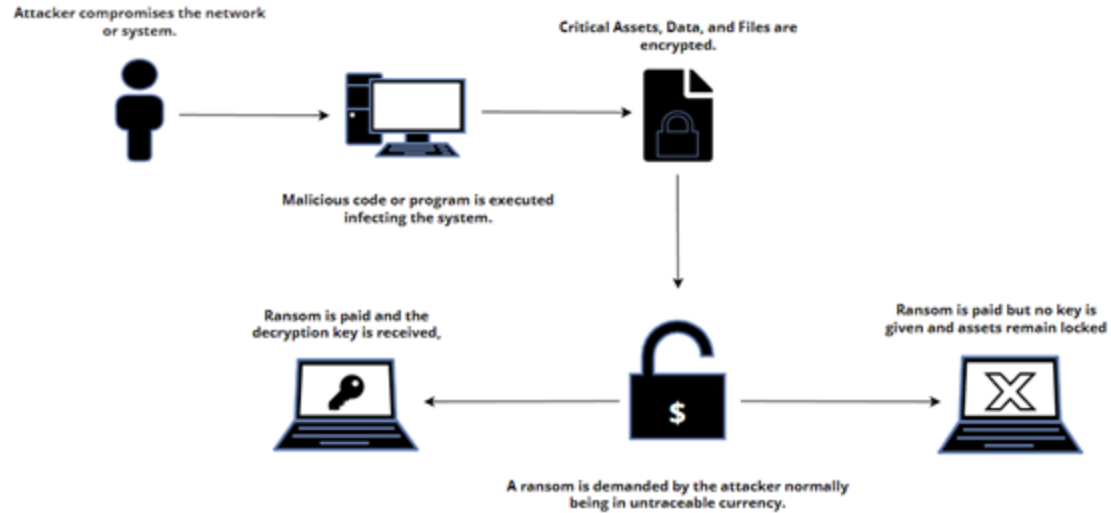 Attacker compromises the network
or system.
Critical Assets, Data, and Files are
encrypted.
Malicious code or program is executed
infecting the system.
Ransom is paid and the
decryption key is received,
Ransom is paid but no key is
given and assets remain locked
$
A ransom is demanded by the attacker normally
being in untraceable currency.